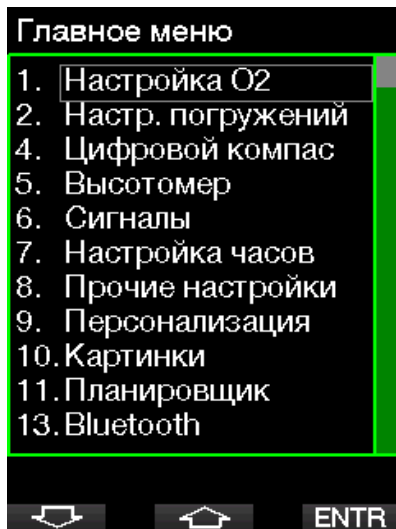 Главное меню
1. Настройка O2
2. Настр. погружений
4. Цифровой компас
5. Высотомер
6. Сигналы
7. Настройка часов
8. Прочие настройки
9. Персонализация
10. Картинки
11. Планировщик
13. Bluetooth
ENTR